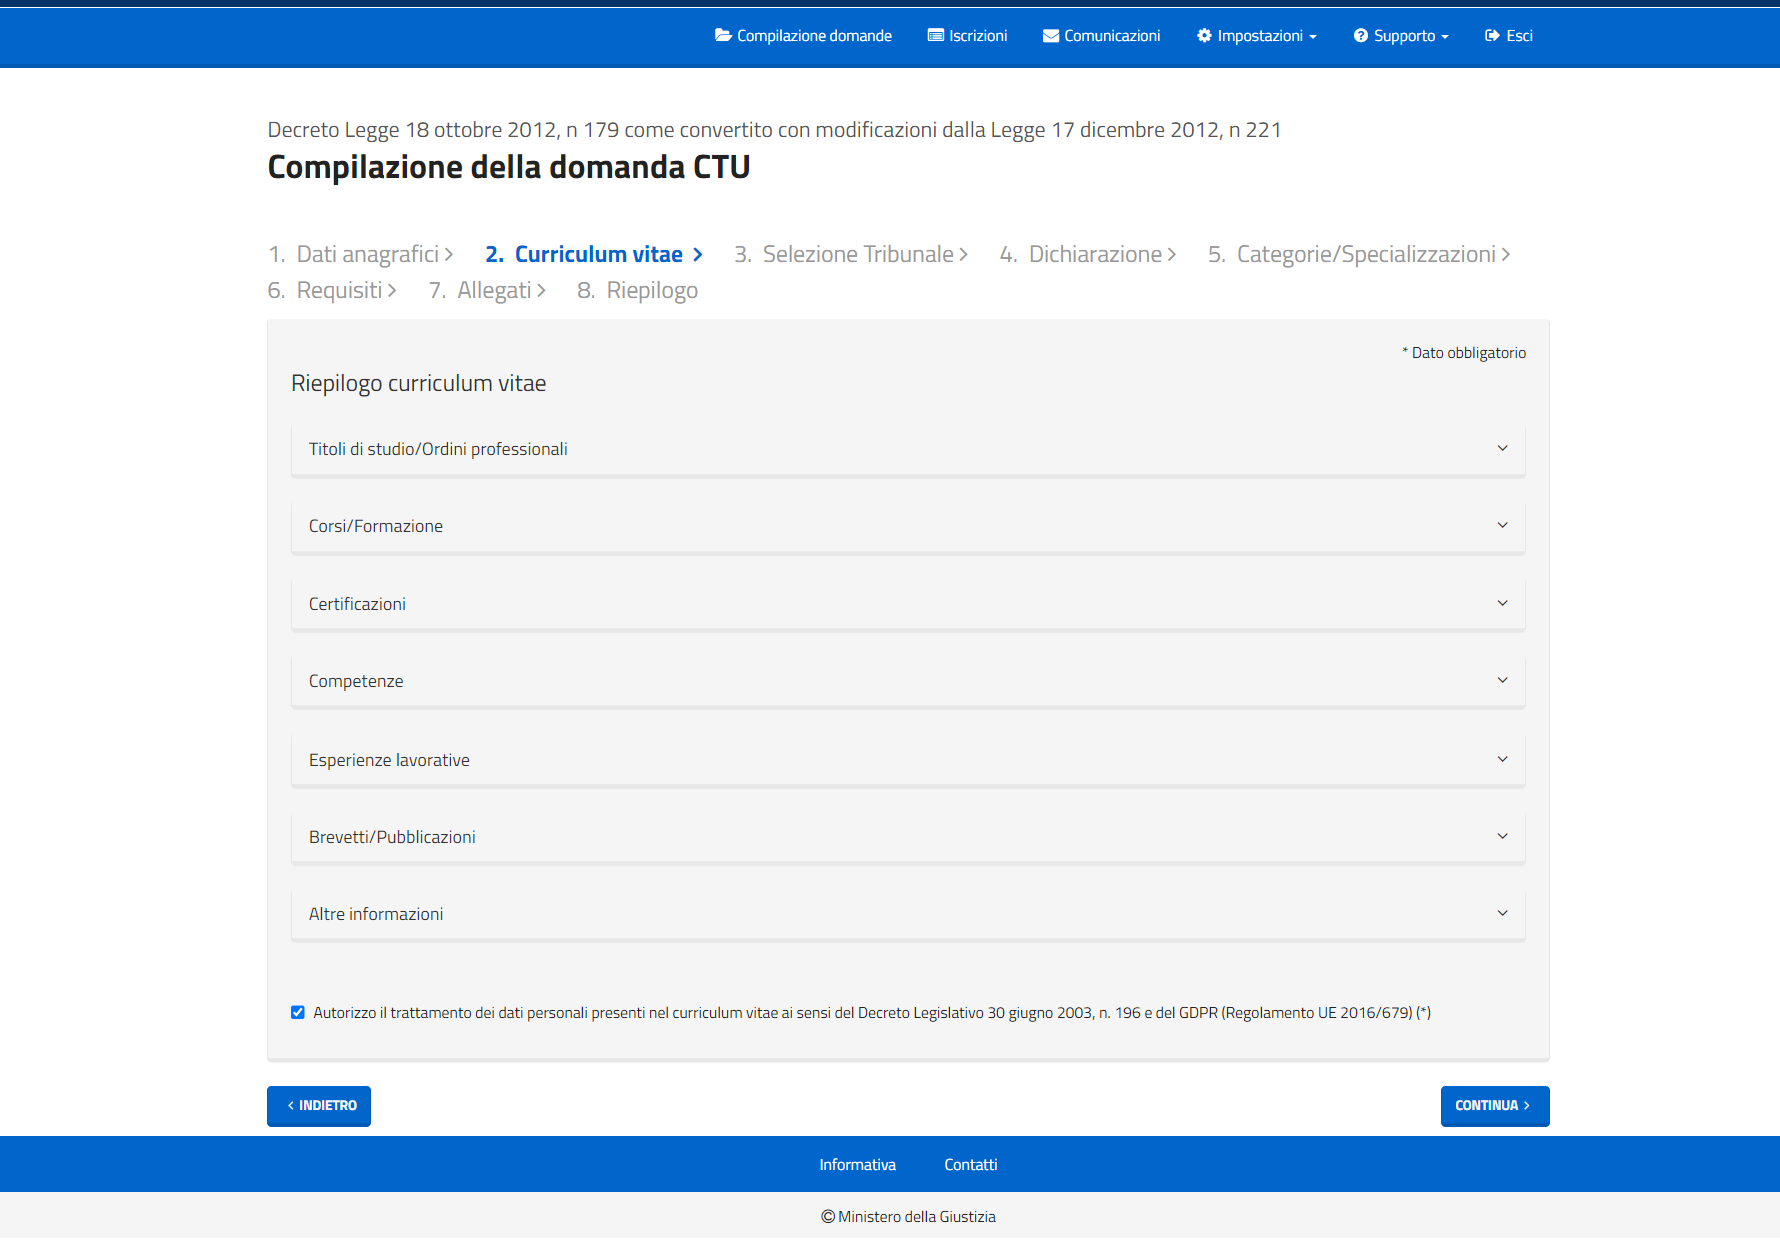 Compilazione domande Iscrizioni Comunicazioni Impostazioni Supporto Esci
Decreto Legge 18 ottobre 2012, n 179 come convertito con modificazioni dalla Legge 17 dicembre 2012, n 221
Compilazione della domanda CTU
1. Dati anagrafici > 2. Curriculum vitae > 3. Selezione Tribunale > 4. Dichiarazione > 5. Categorie/Specializzazioni >
6. Requisiti > 7. Allegati > 8. Riepilogo
* Dato obbligatorio
Riepilogo curriculum vitae
Titoli di studio/Ordini professionali
Corsi/Formazione
Certificazioni
Competenze
Esperienze lavorative
Brevetti/Pubblicazioni
Altre informazioni
Autorizzo il trattamento dei dati personali presenti nel curriculum vitae ai sensi del Decreto Legislativo 30 giugno 2003, n. 196 e del GDPR (Regolamento UE 2016/679) (*)
< INDIETRO
CONTINUA >
Informativa Contatti
© Ministero della Giustizia